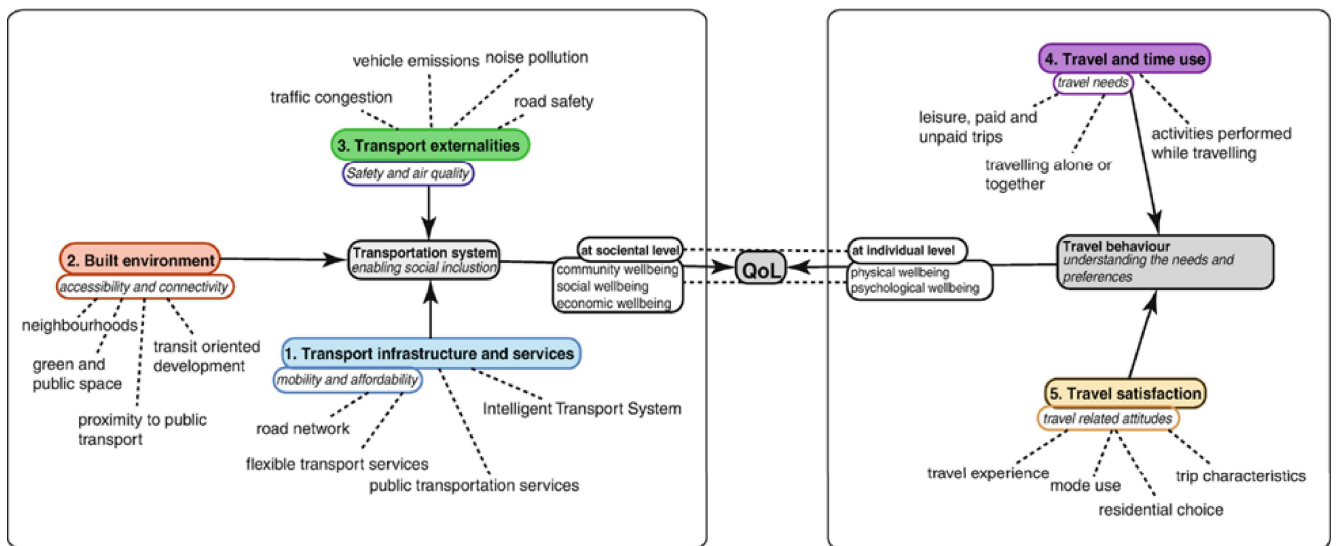 vehicle emissions
noise pollution
traffic congestion
road safety
3. Transport externalities
Safety and air quality
2. Built environment
accessibility and connectivity
neighbourhoods
green and
public space
proximity to public
transport
transit oriented
development
Transportation system
enabling social inclustion
1. Transport infrastructure and services
mobility and affordability
road network
flexible transport services
public transportation services
Intelligent Transport System
at sociental level
community wellbeing
social wellbeing
economic wellbeing
QoL
at individual level
physical wellbeing
psychological wellbeing
4. Travel and time use
travel needs
leisure, paid and
unpaid trips
travelling alone or
together
activities performed
while travelling
Travel behaviour
understanding the needs and
preferences
5. Travel satisfaction
travel related attitudes
travel experience
mode use
residential choice
trip characteristics